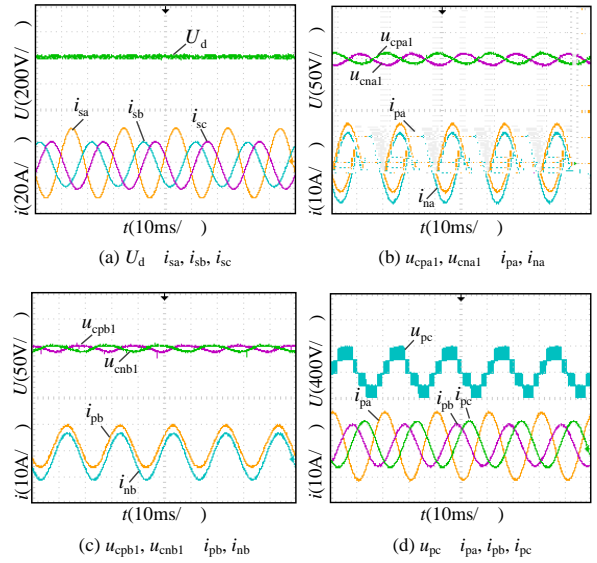 U(200V/ )
i(20A/ )
U_d
i_sa
i_sb
i_sc
t(10ms/ )
(a) U_d i_sa, i_sb, i_sc
U(50V/ )
i(10A/ )
u_cpa1
u_cna1
i_pa
i_na
t(10ms/ )
(b) u_cpa1, u_cna1 i_pa, i_na
U(50V/ )
i(10A/ )
u_cpb1
u_cnb1
i_pb
i_nb
t(10ms/ )
(c) u_cpb1, u_cnb1 i_pb, i_nb
U(400V/ )
i(10A/ )
u_pc
i_pa
i_pb
i_pc
t(10ms/ )
(d) u_pc i_pa, i_pb, i_pc